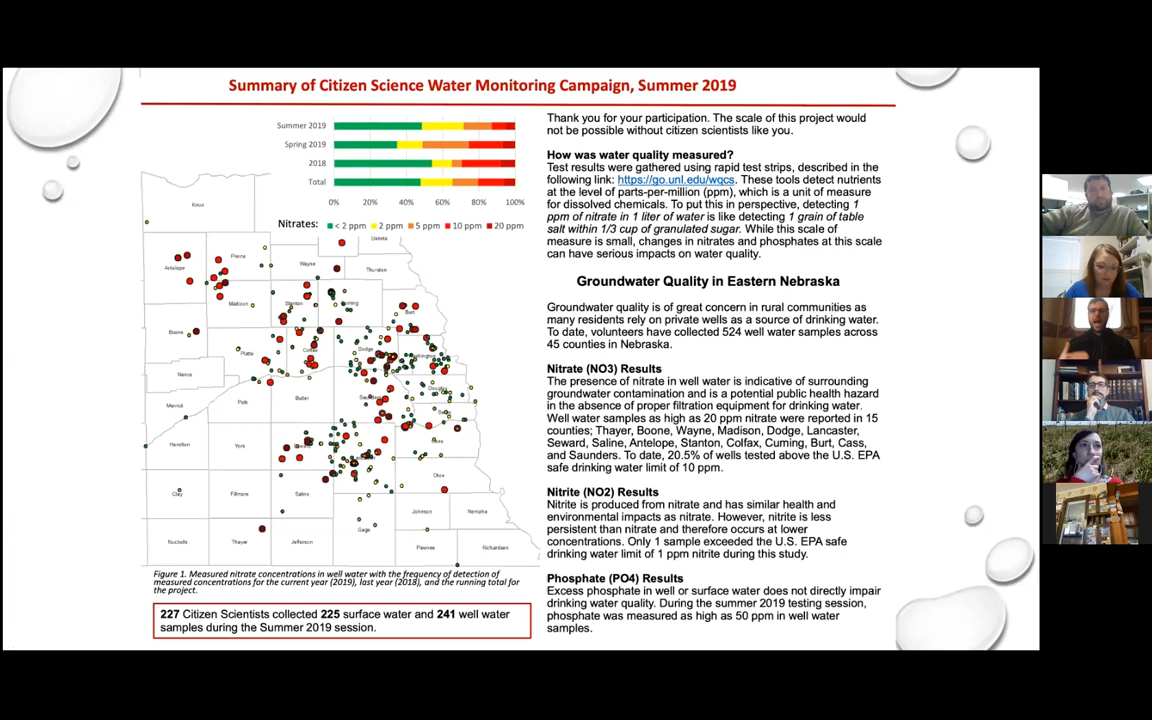 Summary of Citizen Science Water Monitoring Campaign, Summer 2019
Summer 2019
Spring 2019
2018
Total
0%
20%
40%
60%
80%
100%
Nitrates:
< 2 ppm
2 ppm
5 ppm
10 ppm
20 ppm
Knox
Dakota
Antelope
Pierce
Wayne
Thurston
Madison
Stanton
Burt
Boone
Platte
Colfax
Dodge
Nance
Merrick
Polk
Butler
Douglas
Hamilton
York
Cass
Otoe
Clay
Fillmore
Saline
Johnson
Nemaha
Gage
Nuckolls
Thayer
Jefferson
Pawnee
Richardson
Figure 1. Measured nitrate concentrations in well water with the frequency of detection of
measured concentrations for the current year (2019), last year (2018), and the running total for
the project.
227 Citizen Scientists collected 225 surface water and 241 well water
samples during the Summer 2019 session.
Thank you for your participation. The scale of this project would
not be possible without citizen scientists like you.
How was water quality measured?
Test results were gathered using rapid test strips, described in the
following link: https://go.unl.edu/wqcs. These tools detect nutrients
at the level of parts-per-million (ppm), which is a unit of measure
for dissolved chemicals. To put this in perspective, detecting 1
ppm of nitrate in 1 liter of water is like detecting 1 grain of table
salt within 1/3 cup of granulated sugar. While this scale of
measure is small, changes in nitrates and phosphates at this scale
can have serious impacts on water quality.
Groundwater Quality in Eastern Nebraska
Groundwater quality is of great concern in rural communities as
many residents rely on private wells as a source of drinking water.
To date, volunteers have collected 524 well water samples across
45 counties in Nebraska.
Nitrate (NO3) Results
The presence of nitrate in well water is indicative of surrounding
groundwater contamination and is a potential public health hazard
in the absence of proper filtration equipment for drinking water.
Well water samples as high as 20 ppm nitrate were reported in 15
counties; Thayer, Boone, Wayne, Madison, Dodge, Lancaster,
Seward, Saline, Antelope, Stanton, Colfax, Cuming, Burt, Cass,
and Saunders. To date, 20.5% of wells tested above the U.S. EPA
safe drinking water limit of 10 ppm.
Nitrite (NO2) Results
Nitrite is produced from nitrate and has similar health and
environmental impacts as nitrate. However, nitrite is less
persistent than nitrate and therefore occurs at lower
concentrations. Only 1 sample exceeded the U.S. EPA safe
drinking water limit of 1 ppm nitrite during this study.
Phosphate (PO4) Results
Excess phosphate in well or surface water does not directly impair
drinking water quality. During the summer 2019 testing session,
phosphate was measured as high as 50 ppm in well water
samples.